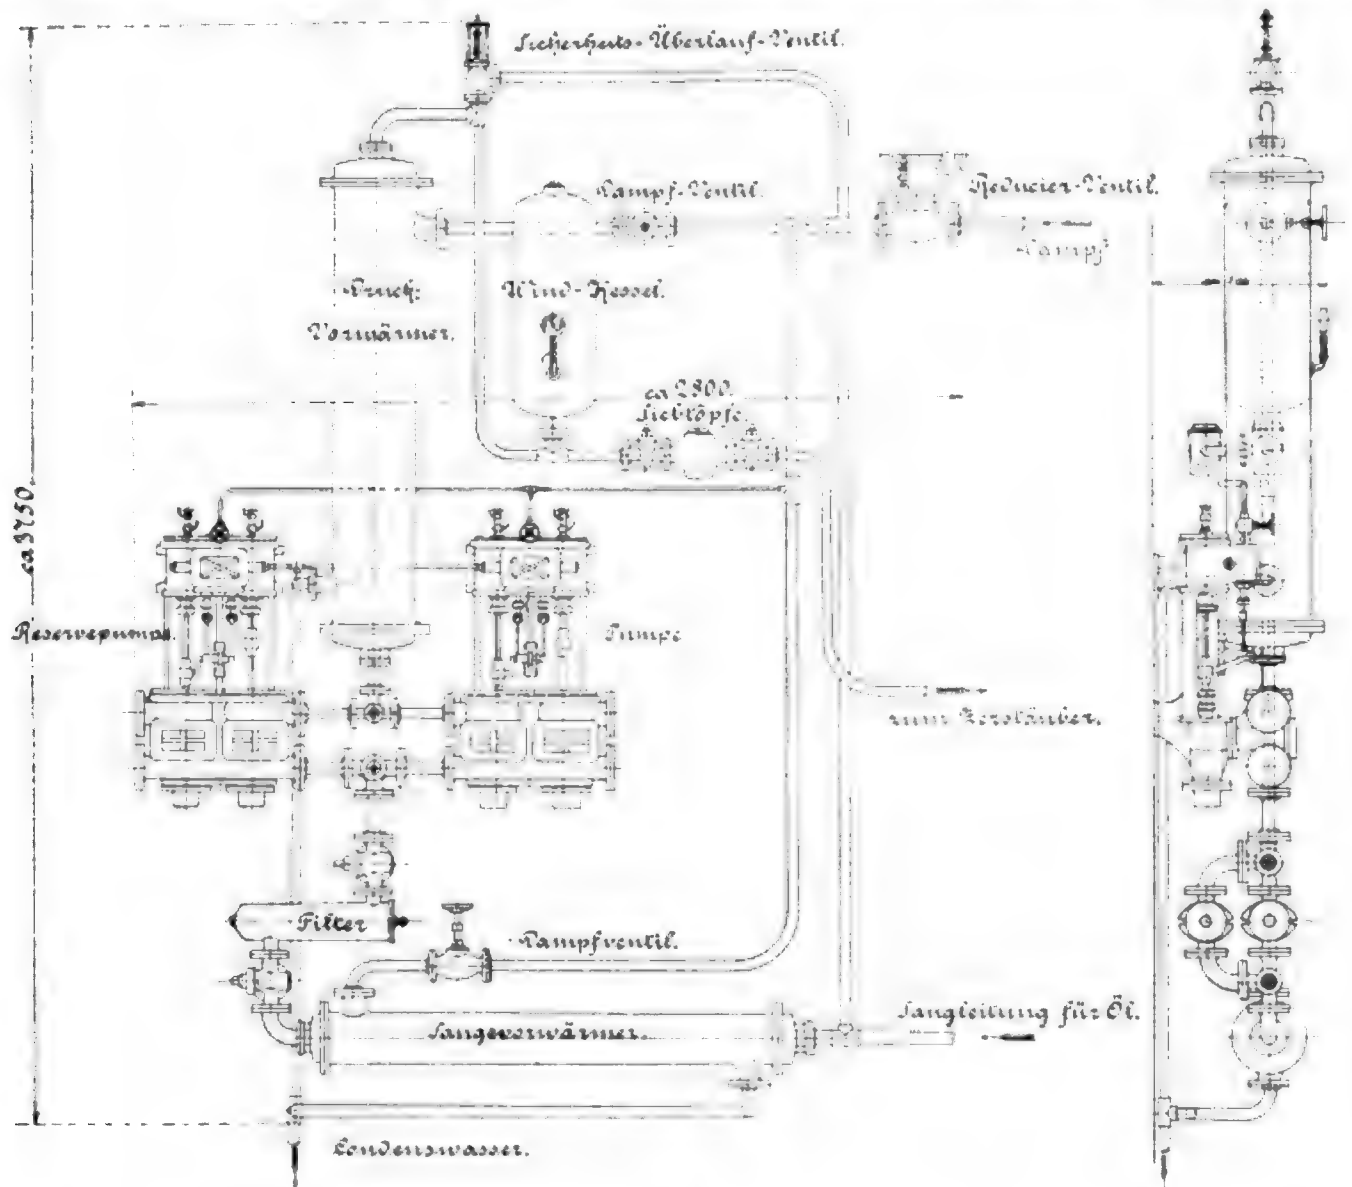 Sicherheits-Überlauf-Ventil.
Dampf-Ventil.
Reducier-Ventil.
Dampf
Druck-
Vorwärmer.
Wind-Kessel.
ca 2800.
Siebtöpfe.
ca 3750
Reservepumpe.
Pumpe
zum Zerstäuber.
Filter
Dampfventil.
Saugevorwärmer.
Saugleitung für Öl.
Condenswasser.